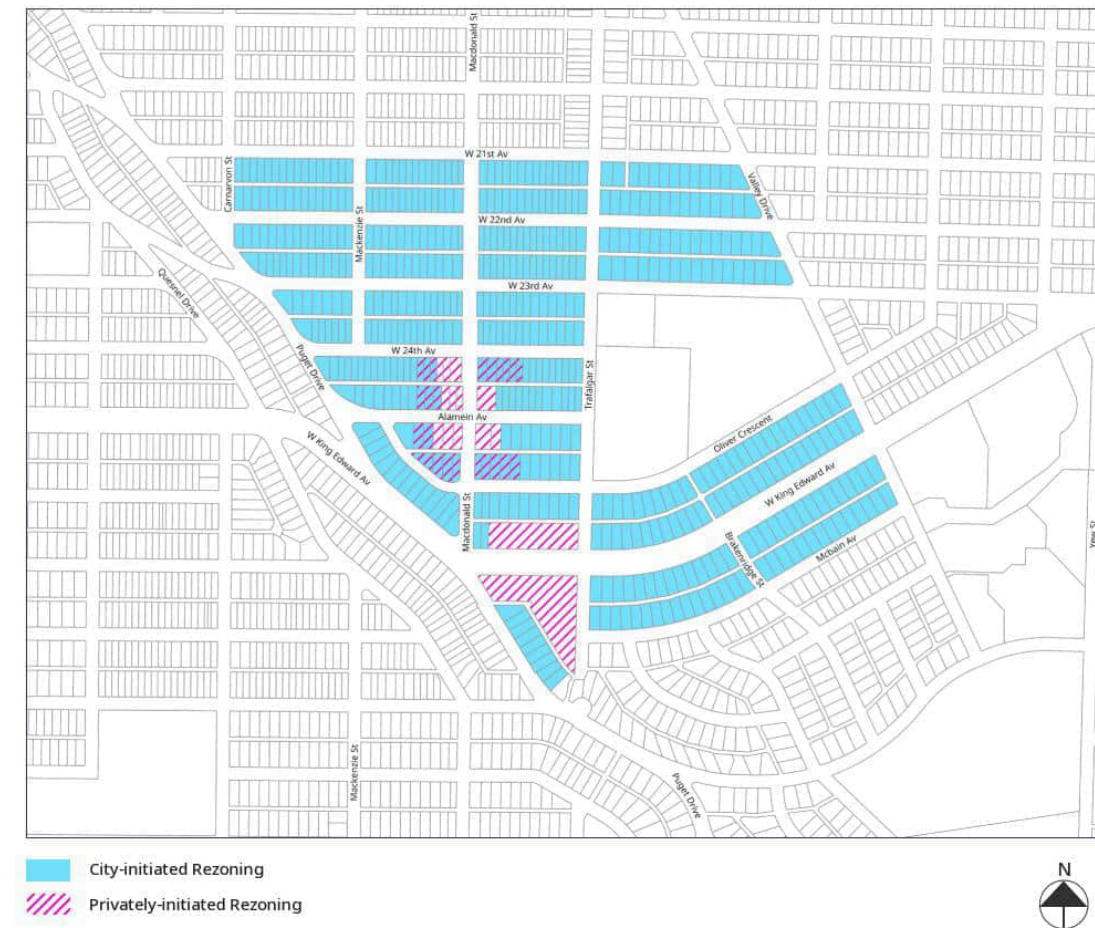 Macdonald St
W 21st Av
Carnarvon St
Valley Drive
Mackenzie St
W 22nd Av
Quesnel Drive
W 23rd Av
W 24th Av
Puget Drive
Trafalgar St
Alamein Av
Oliver Crescent
W King Edward Av
W King Edward Av
Macdonald St
Brakenridge St
Mcbain Av
Yew St
Mackenzie St
Puget Drive
City-initiated Rezoning
Privately-initiated Rezoning
N